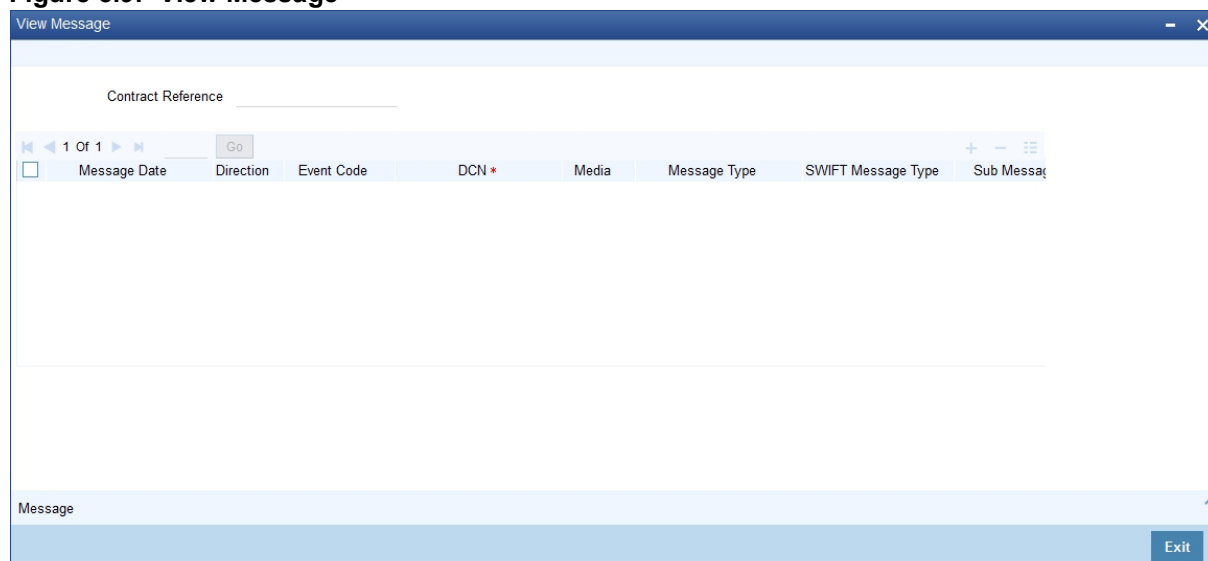 View Message
Contract Reference
1 Of 1 Go
Message Date Direction Event Code DCN * Media Message Type SWIFT Message Type Sub
Message
Exit